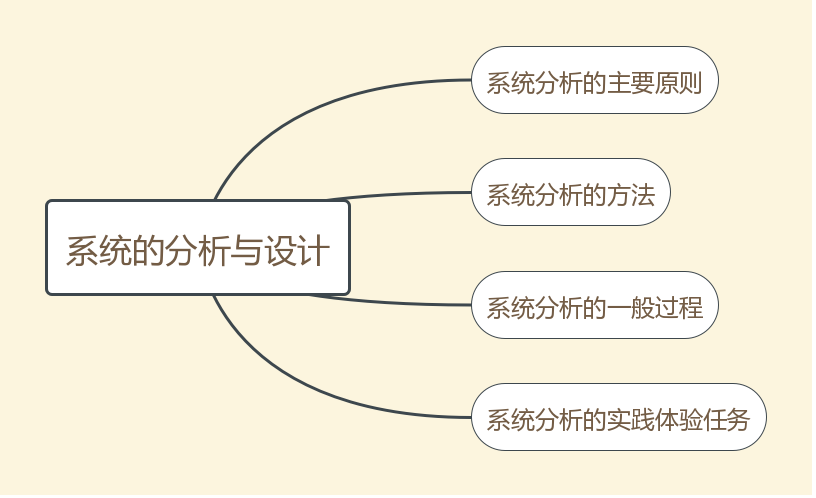 系统分析的主要原则
系统分析的方法
系统的分析与设计
系统分析的一般过程
系统分析的实践体验任务